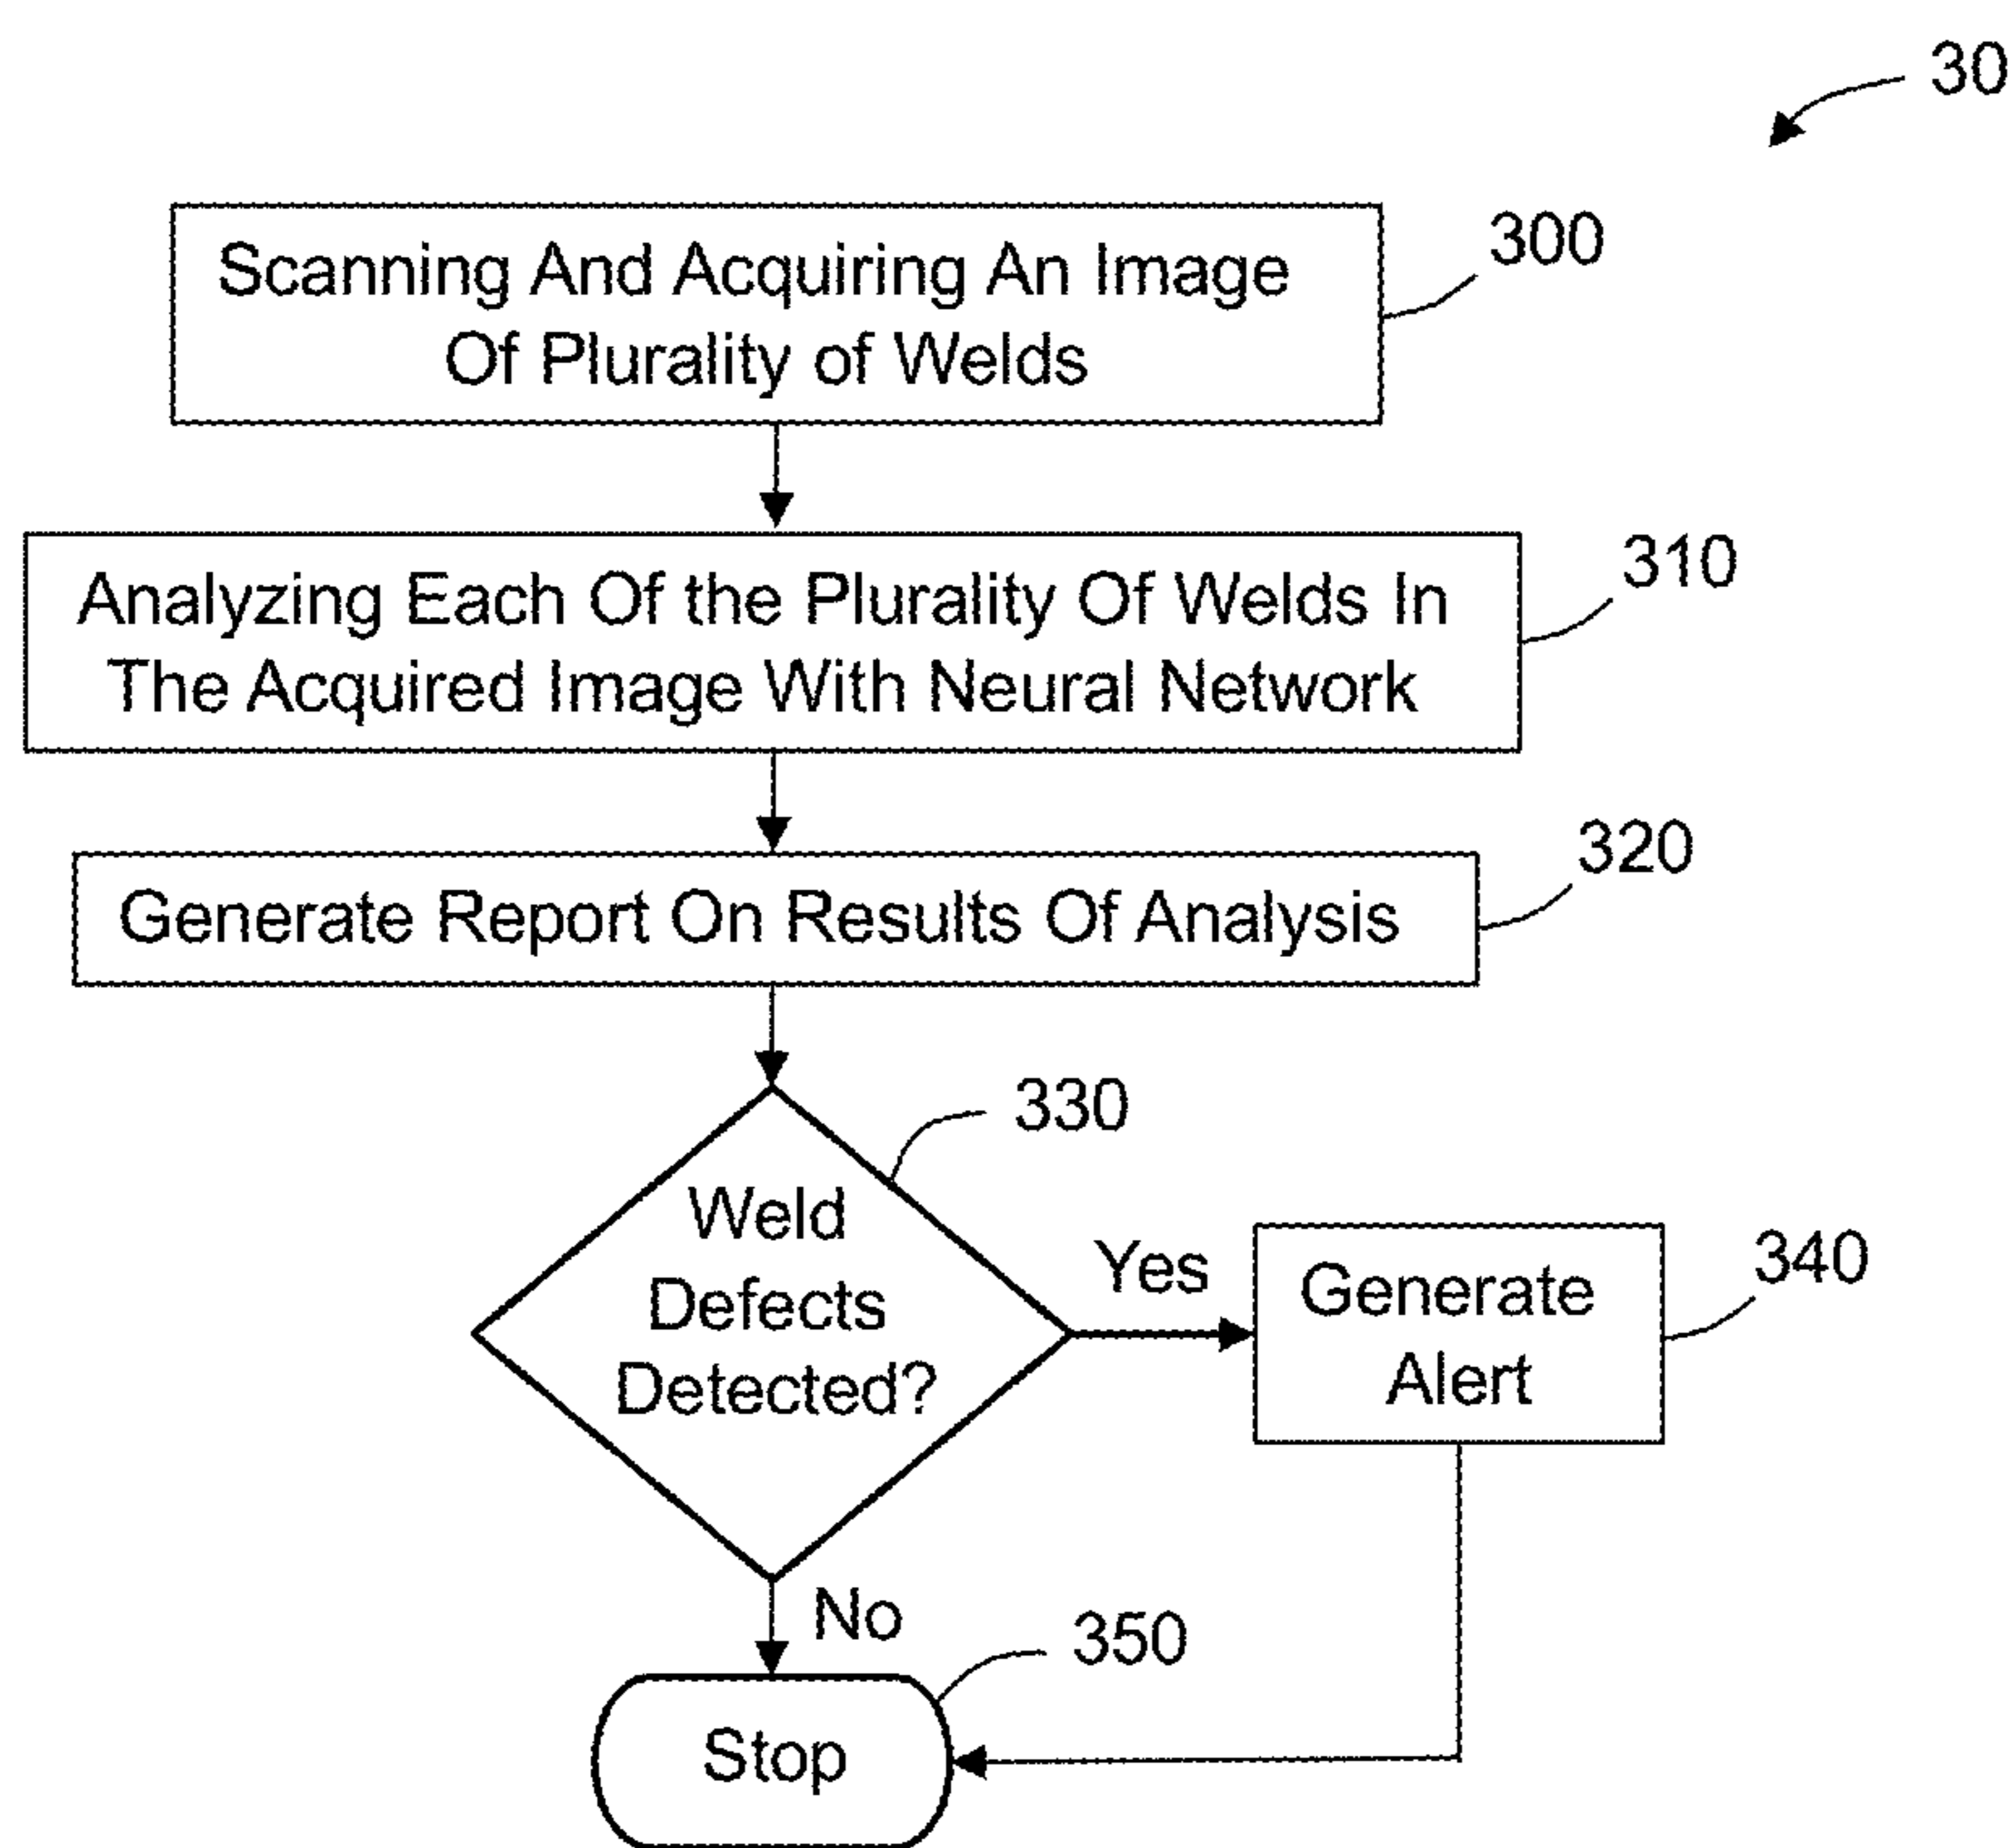 30
Scanning And Acquiring An Image
Of Plurality of Welds
300
Analyzing Each Of the Plurality Of Welds In
The Acquired Image With Neural Network
310
Generate Report On Results Of Analysis
320
330
Weld
Defects
Detected?
Yes
Generate
Alert
340
No
350
Stop